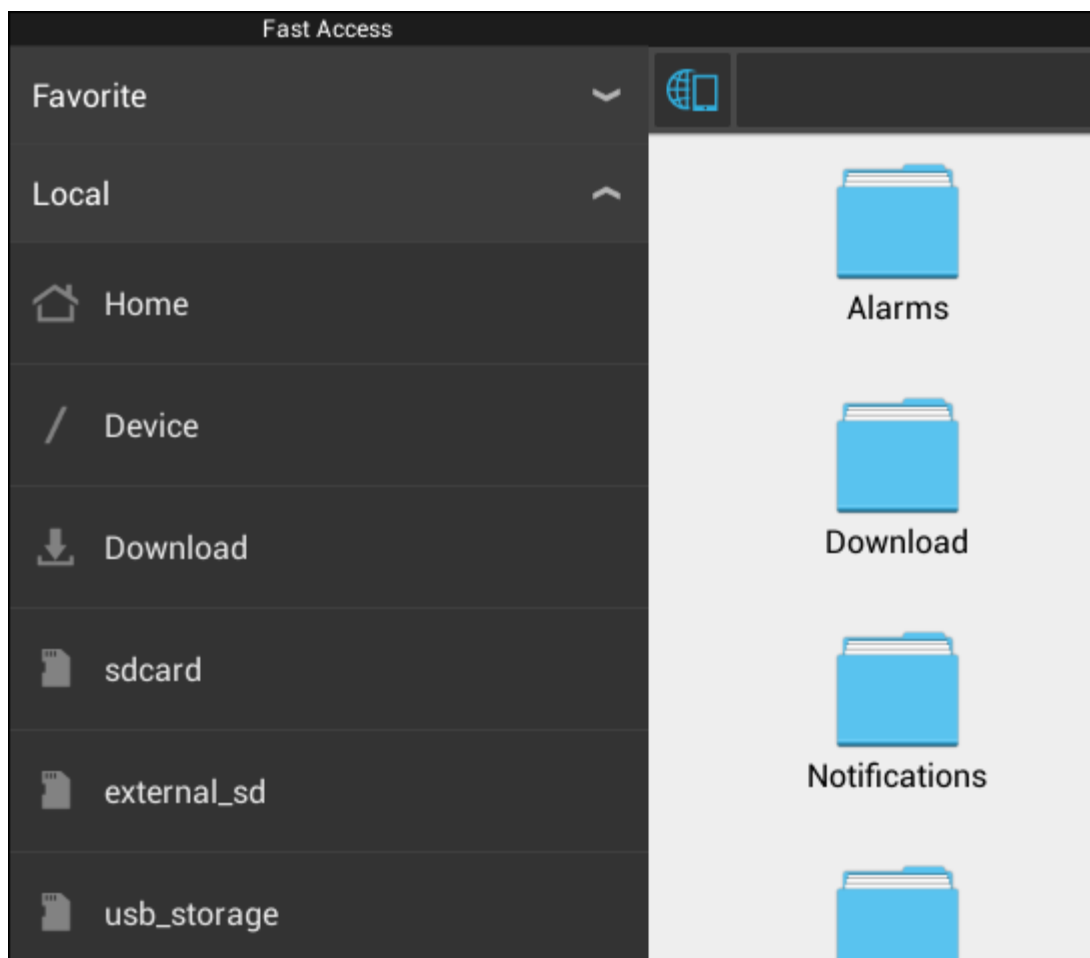 Fast Access
Favorite
Local
Home
Device
Download
sdcard
external_sd
usb_storage
Alarms
Download
Notifications